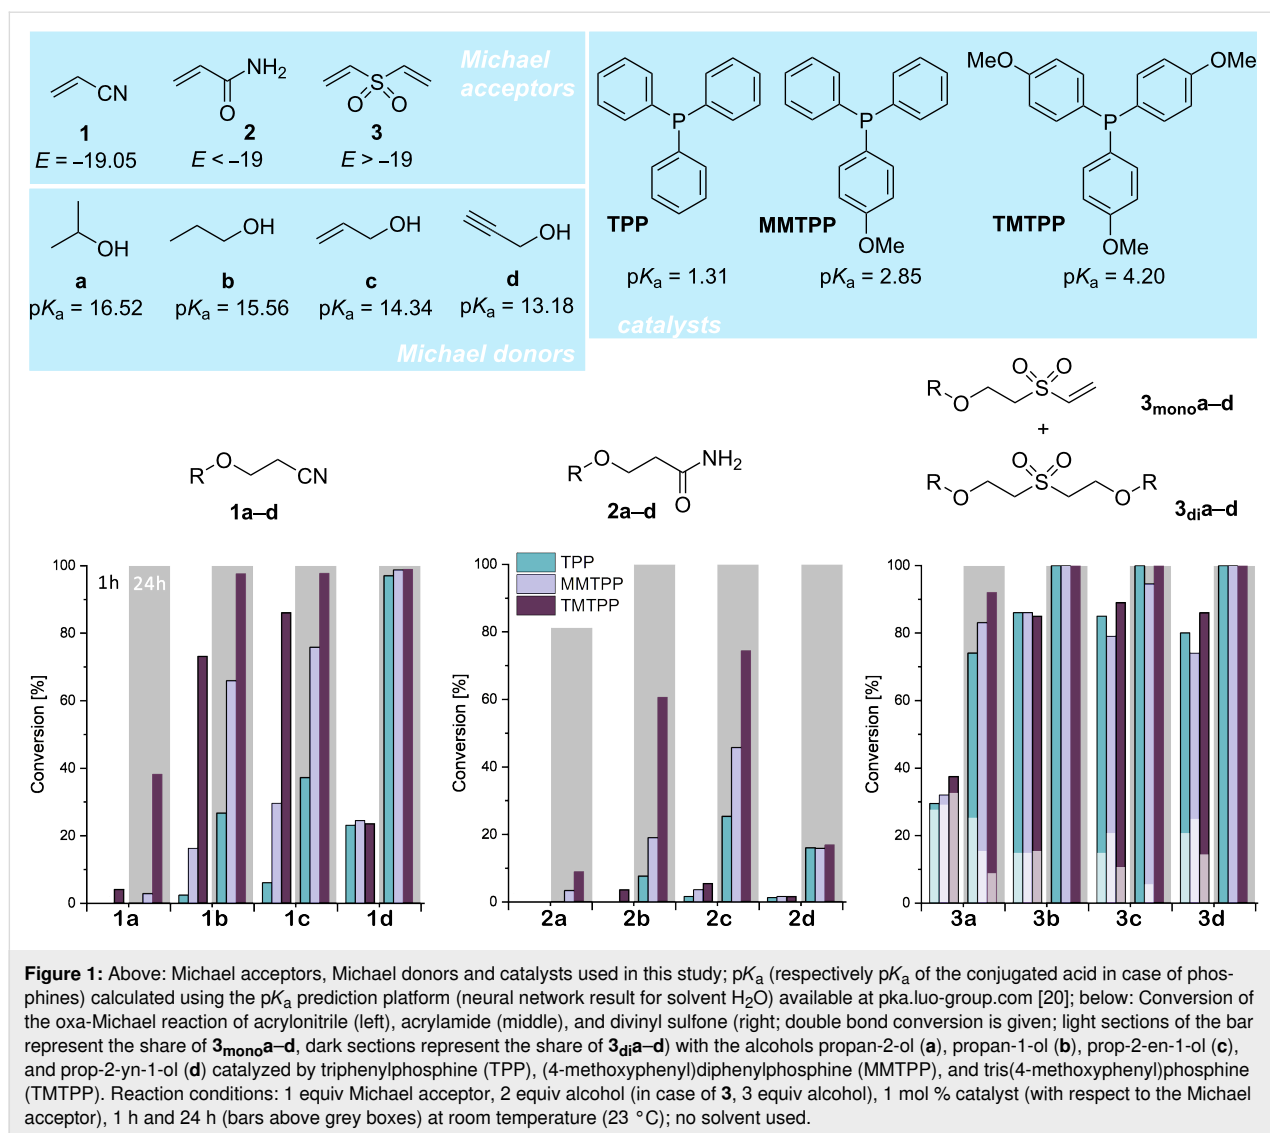 Michael
acceptors
CN
1
E = –19.05
NH2
O
2
E < –19
S
O O
3
E > –19
OH
a
pKa = 16.52
OH
b
pKa = 15.56
OH
c
pKa = 14.34
OH
d
pKa = 13.18
Michael donors
P
TPP
pKa = 1.31
P
MMTPP
OMe
pKa = 2.85
MeO
OMe
P
TMTPP
OMe
pKa = 4.20
catalysts
R O CN
1a–d
R O NH2
O
2a–d
O O
R O S
3monoa–d
+
O O
R O S O R
3dia–d
Conversion [%]
100
80
60
40
20
0
1h 24h
1a 1b 1c 1d
Conversion [%]
100
80
60
40
20
0
TPP
MMTPP
TMTPP
2a 2b 2c 2d
Conversion [%]
100
80
60
40
20
0
3a 3b 3c 3d
Figure 1: Above: Michael acceptors, Michael donors and catalysts used in this study; pKa (respectively pKa of the conjugated acid in case of phos-
phines) calculated using the pKa prediction platform (neural network result for solvent H2O) available at pka.luo-group.com [20]; below: Conversion of
the oxa-Michael reaction of acrylonitrile (left), acrylamide (middle), and divinyl sulfone (right; double bond conversion is given; light sections of the bar
represent the share of 3monoa–d, dark sections represent the share of 3dia–d) with the alcohols propan-2-ol (a), propan-1-ol (b), prop-2-en-1-ol (c),
and prop-2-yn-1-ol (d) catalyzed by triphenylphosphine (TPP), (4-methoxyphenyl)diphenylphosphine (MMTPP), and tris(4-methoxyphenyl)phosphine
(TMTPP). Reaction conditions: 1 equiv Michael acceptor, 2 equiv alcohol (in case of 3, 3 equiv alcohol), 1 mol % catalyst (with respect to the Michael
acceptor), 1 h and 24 h (bars above grey boxes) at room temperature (23 °C); no solvent used.